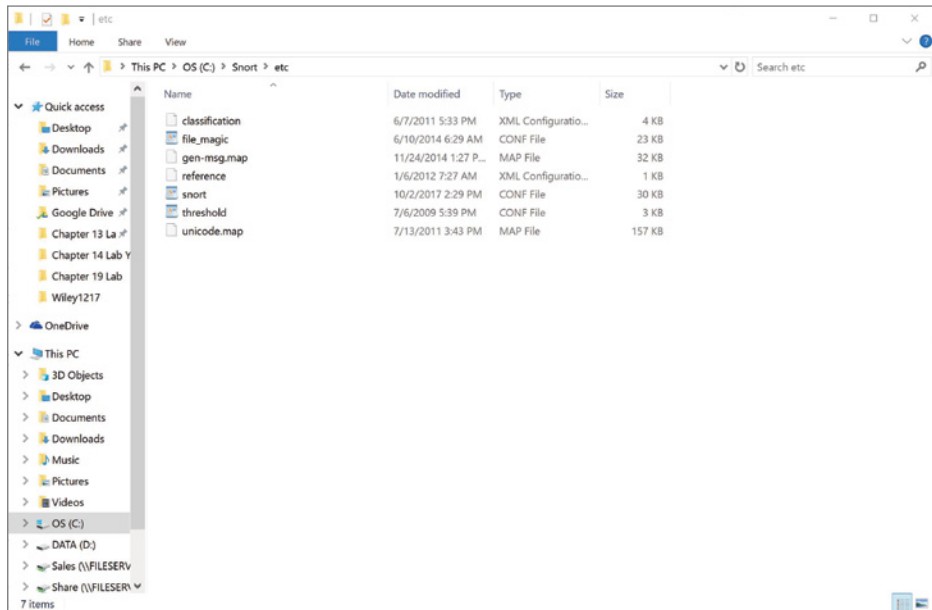 etc
File Home Share View
This PC > OS (C:) > Snort > etc
Search etc
Name Date modified Type Size
classification 6/7/2011 5:33 PM XML Configuratio... 4 KB
file_magic 6/10/2014 6:29 AM CONF File 23 KB
gen-msg.map 11/24/2014 1:27 P... MAP File 32 KB
reference 1/6/2012 7:27 AM XML Configuratio... 1 KB
snort 10/2/2017 2:29 PM CONF File 30 KB
threshold 7/6/2009 5:39 PM CONF File 3 KB
unicode.map 7/13/2011 3:43 PM MAP File 157 KB
Quick access
Desktop
Downloads
Documents
Pictures
Google Drive
Chapter 13 La
Chapter 14 Lab Y
Chapter 19 Lab
Wiley1217
OneDrive
This PC
3D Objects
Desktop
Documents
Downloads
Music
Pictures
Videos
OS (C:)
DATA (D:)
Sales (\\FILESERV
Share (\\FILESERV
7 items